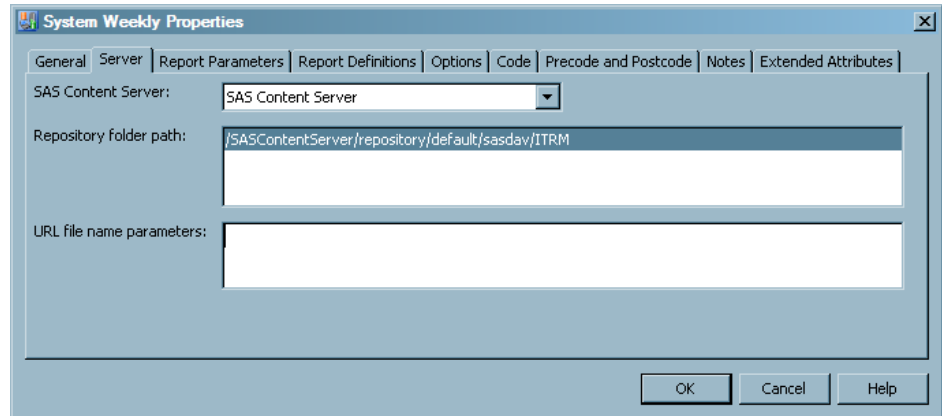 System Weekly Properties
General Server Report Parameters Report Definitions Options Code Precode and Postcode Notes Extended Attributes
SAS Content Server: SAS Content Server
Repository folder path: /SASContentServer/repository/default/sasdav/ITRM
URL file name parameters:
OK Cancel Help